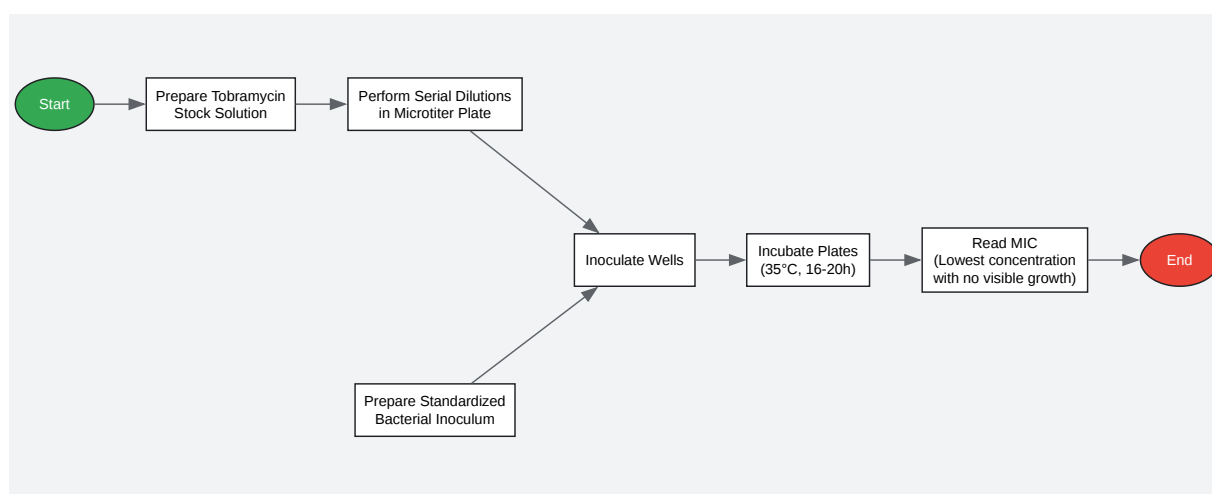 Start
Prepare Tobramycin
Stock Solution
Perform Serial Dilutions
in Microtiter Plate
Prepare Standardized
Bacterial Inoculum
Inoculate Wells
Incubate Plates
(35°C, 16-20h)
Read MIC
(Lowest concentration
with no visible growth)
End